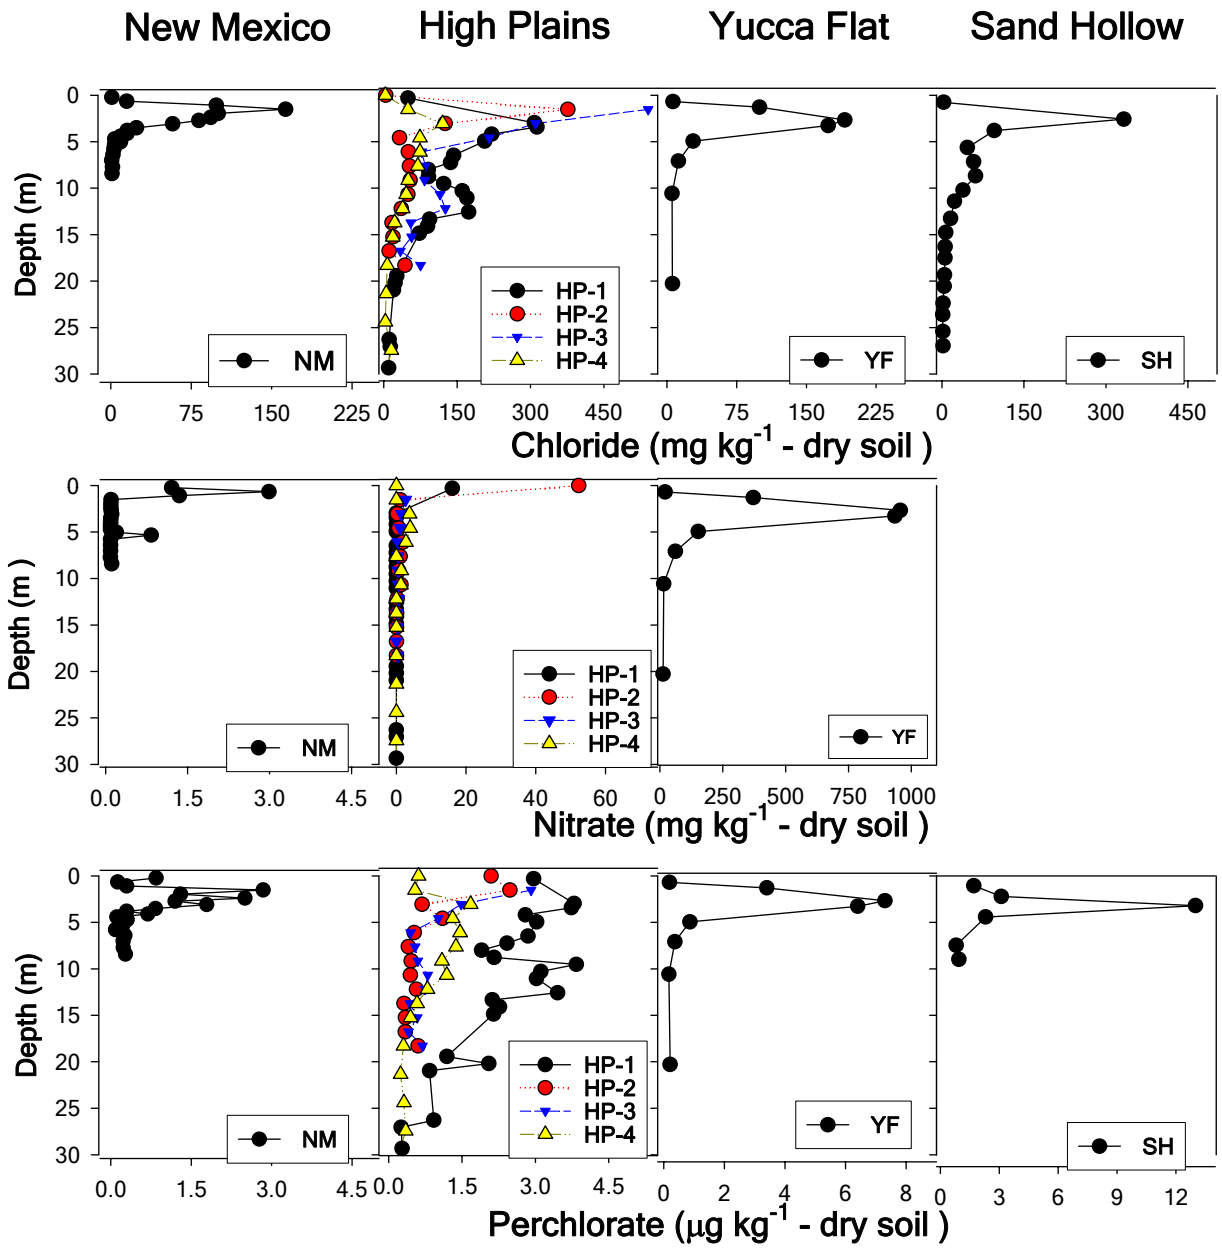 New Mexico High Plains Yucca Flat Sand Hollow
Depth (m)
0
5
10
15
20
25
30
NM
HP-1
HP-2
HP-3
HP-4
YF
SH
0 75 150 225 0 150 300 450 0 75 150 225 0 150 300 450
Chloride (mg kg-1 - dry soil )
Depth (m )
0
5
10
15
20
25
30
NM
HP-1
HP-2
HP-3
HP-4
YF
0.0 1.5 3.0 4.5 0 20 40 60 0 250 500 750 1000
Nitrate (mg kg-1 - dry soil )
Depth (m)
0
5
10
15
20
25
30
NM
HP-1
HP-2
HP-3
HP-4
YF
SH
0.0 1.5 3.0 4.5 0.0 1.5 3.0 4.5 0 2 4 6 8 0 3 6 9 12
Perchlorate (μg kg-1 - dry soil )